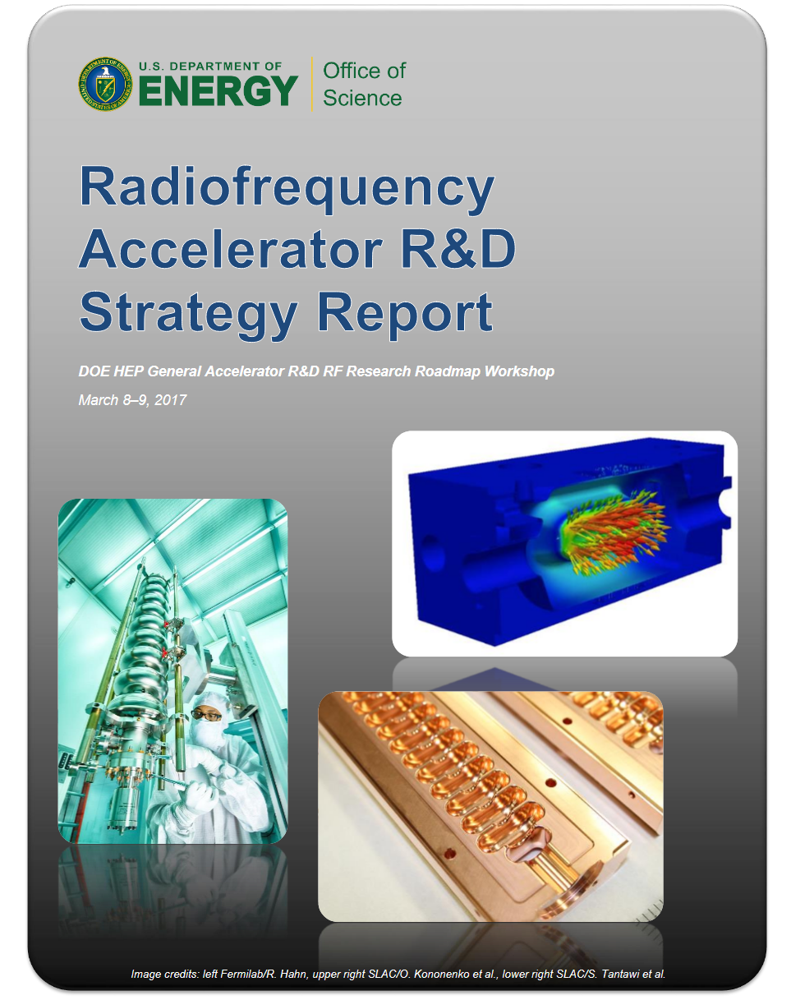 U.S. DEPARTMENT OF
ENERGY
Office of
Science
Radiofrequency
Accelerator R&D
Strategy Report
DOE HEP General Accelerator R&D RF Research Roadmap Workshop
March 8–9, 2017
Image credits: left Fermilab/R. Hahn, upper right SLAC/O. Kononenko et al., lower right SLAC/S. Tantawi et al.